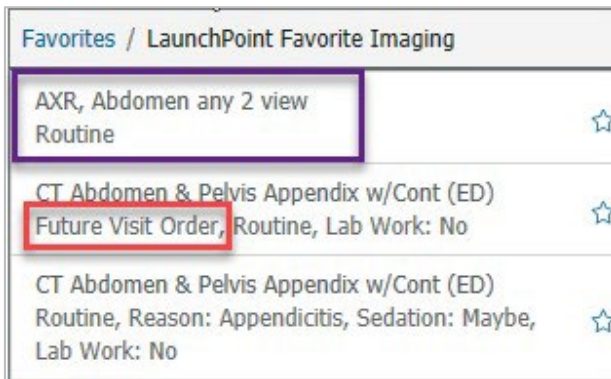 Favorites / LaunchPoint Favorite Imaging
AXR, Abdomen any 2 view
Routine
CT Abdomen & Pelvis Appendix w/Cont (ED)
Future Visit Order, Routine, Lab Work: No
CT Abdomen & Pelvis Appendix w/Cont (ED)
Routine, Reason: Appendicitis, Sedation: Maybe,
Lab Work: No